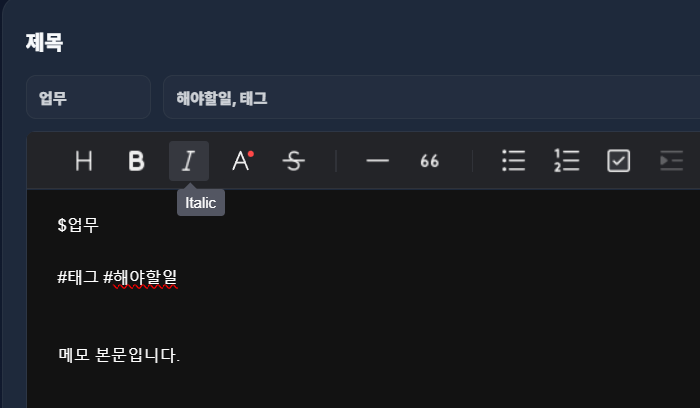 제목
업무 해야할일, 태그
H B I A S 66
Italic
$업무
#태그 #해야할일
메모 본문입니다.